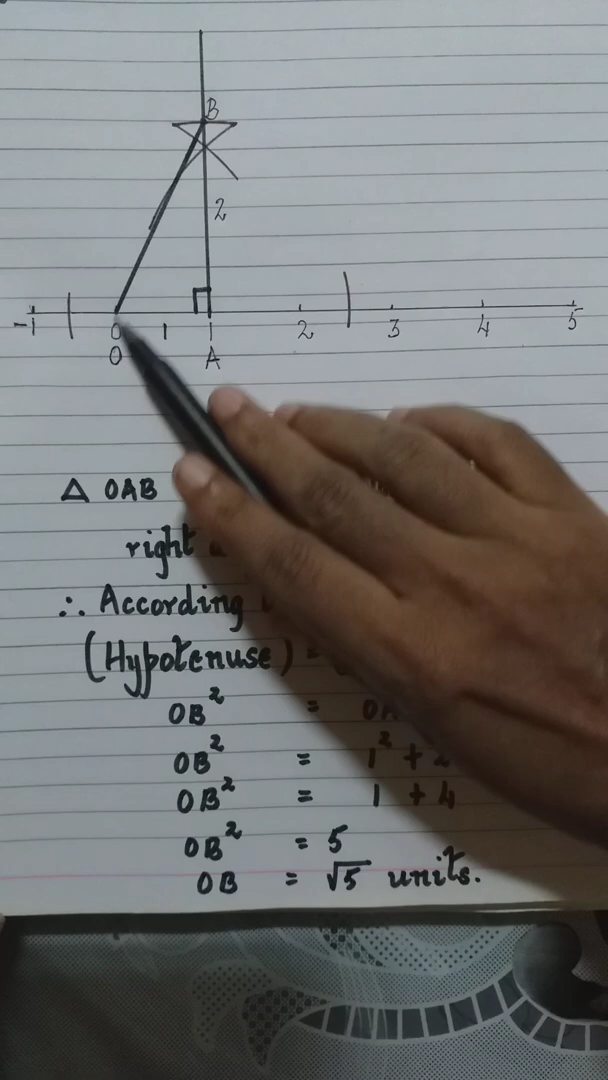 B
2
-1 0 1 1 2 3 4 5
O A
Δ OAB
right
∴ According
(Hypotenuse) =
OB² = OA
OB² = 1² + 2
OB² = 1 + 4
OB² = 5
OB = √5 units.